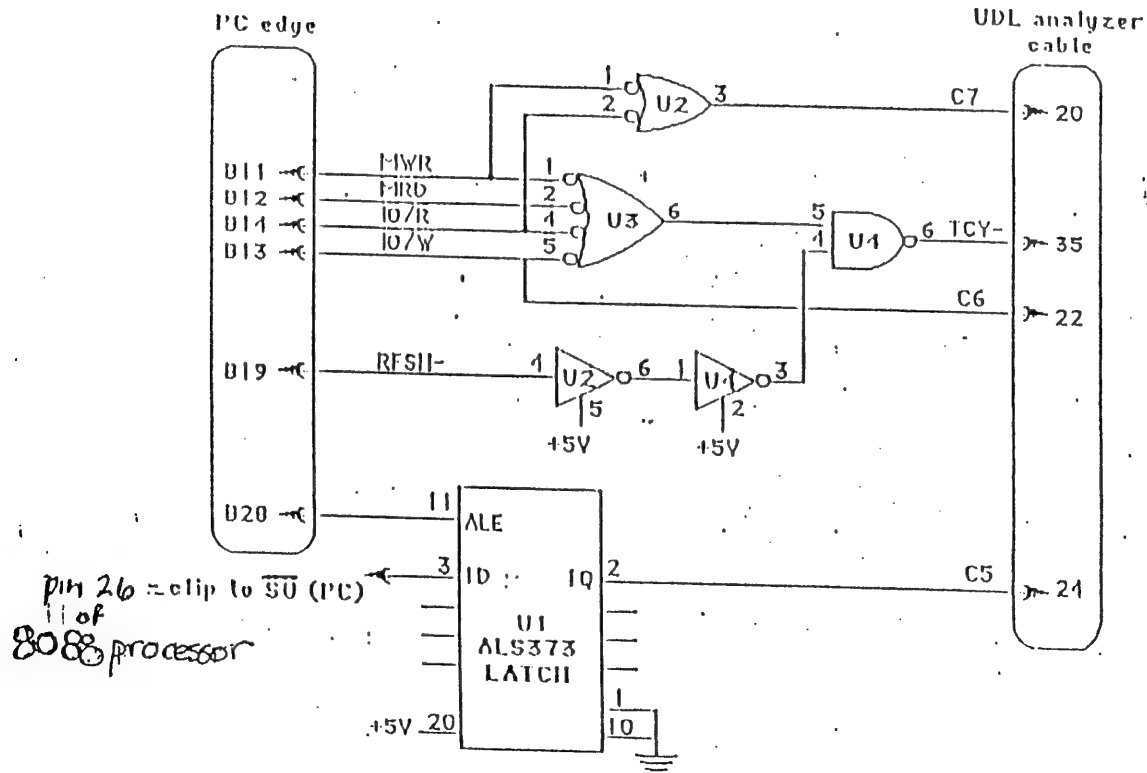 PC edge
UDL analyzer
cable
1
2
U2
3
C7
20
B11
MWR
1
B12
MRD
2
B14
IO/R
4
B13
IO/W
5
U3
6
5
4
U4
6
TCY-
35
C6
22
B19
RFSH-
4
U2
6
5
+5V
1
U4
3
2
+5V
B20
11
ALE
3
1D
1Q
2
C5
24
pin 26 = clip to S0 (PC)
of
8088 processor
U1
ALS373
LATCH
+5V
20
1
10